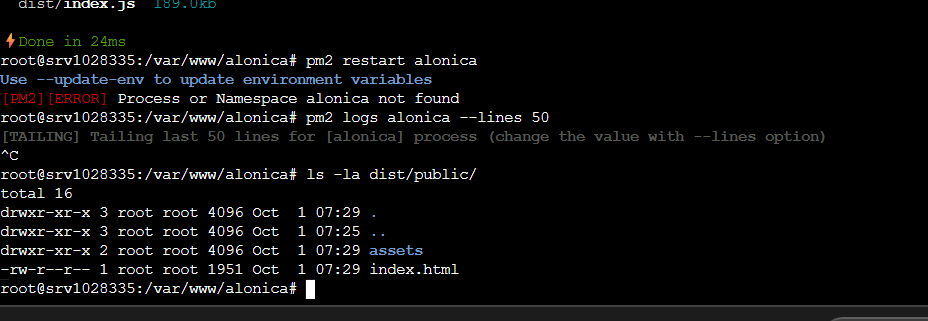 dist/index.js  189.0kb
⚡Done in 24ms
root@srv1028335:/var/www/alonica# pm2 restart alonica
Use --update-env to update environment variables
[PM2][ERROR] Process or Namespace alonica not found
root@srv1028335:/var/www/alonica# pm2 logs alonica --lines 50
[TAILING] Tailing last 50 lines for [alonica] process (change the value with --lines option)
^C
root@srv1028335:/var/www/alonica# ls -la dist/public/
total 16
drwxr-xr-x 3 root root 4096 Oct  1 07:29 .
drwxr-xr-x 3 root root 4096 Oct  1 07:25 ..
drwxr-xr-x 2 root root 4096 Oct  1 07:29 assets
-rw-r--r-- 1 root root 1951 Oct  1 07:29 index.html
root@srv1028335:/var/www/alonica#